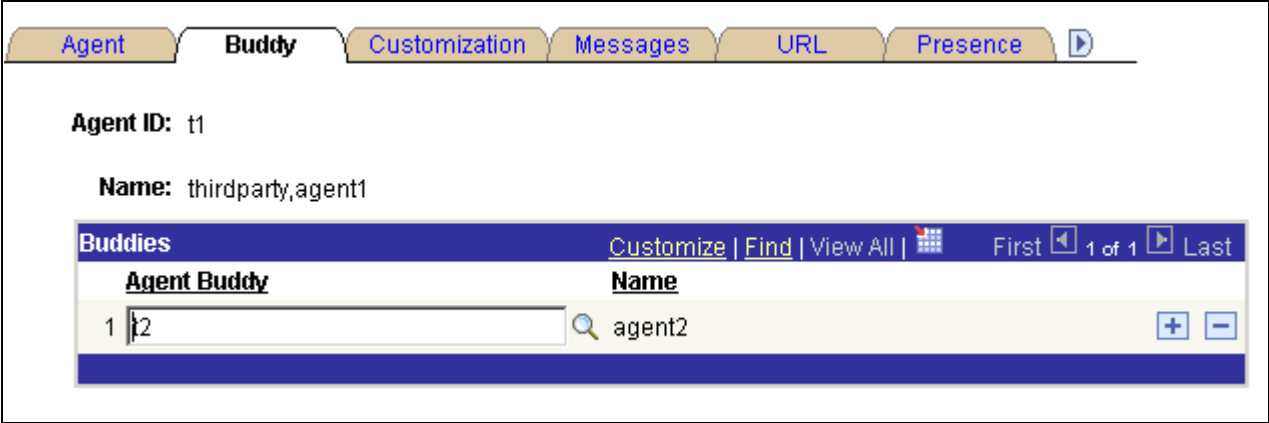 Agent Buddy Customization Messages URL Presence
Agent ID: t1
Name: thirdparty,agent1
Buddies Customize | Find | View All | First 1 of 1 Last
Agent Buddy Name
1 t2 agent2